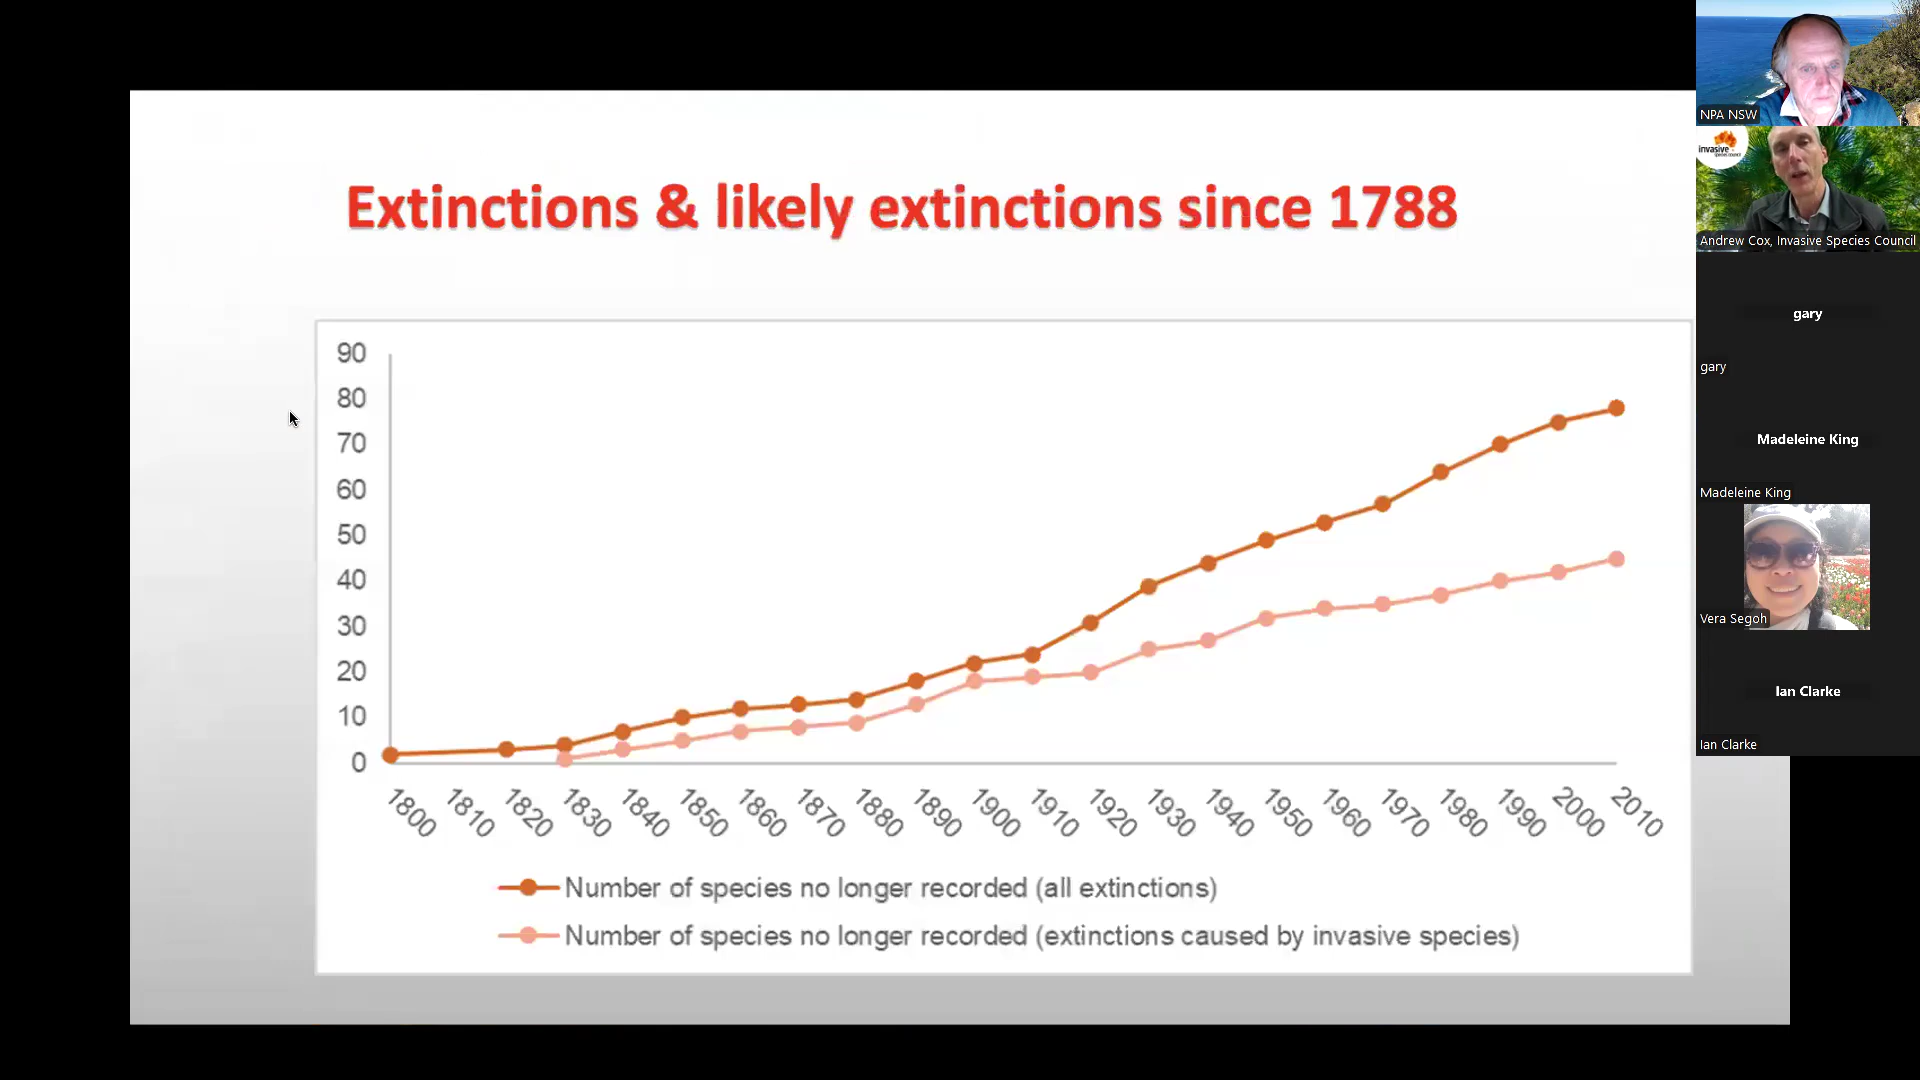 Extinctions & likely extinctions since 1788
90
80
70
60
50
40
30
20
10
0
1800
1810
1820
1830
1840
1850
1860
1870
1880
1890
1900
1910
1920
1930
1940
1950
1960
1970
1980
1990
2000
2010
Number of species no longer recorded (all extinctions)
Number of species no longer recorded (extinctions caused by invasive species)
NPA NSW
invasive
species council
Andrew Cox, Invasive Species Council
gary
gary
Madeleine King
Madeleine King
Vera Segoh
Ian Clarke
Ian Clarke